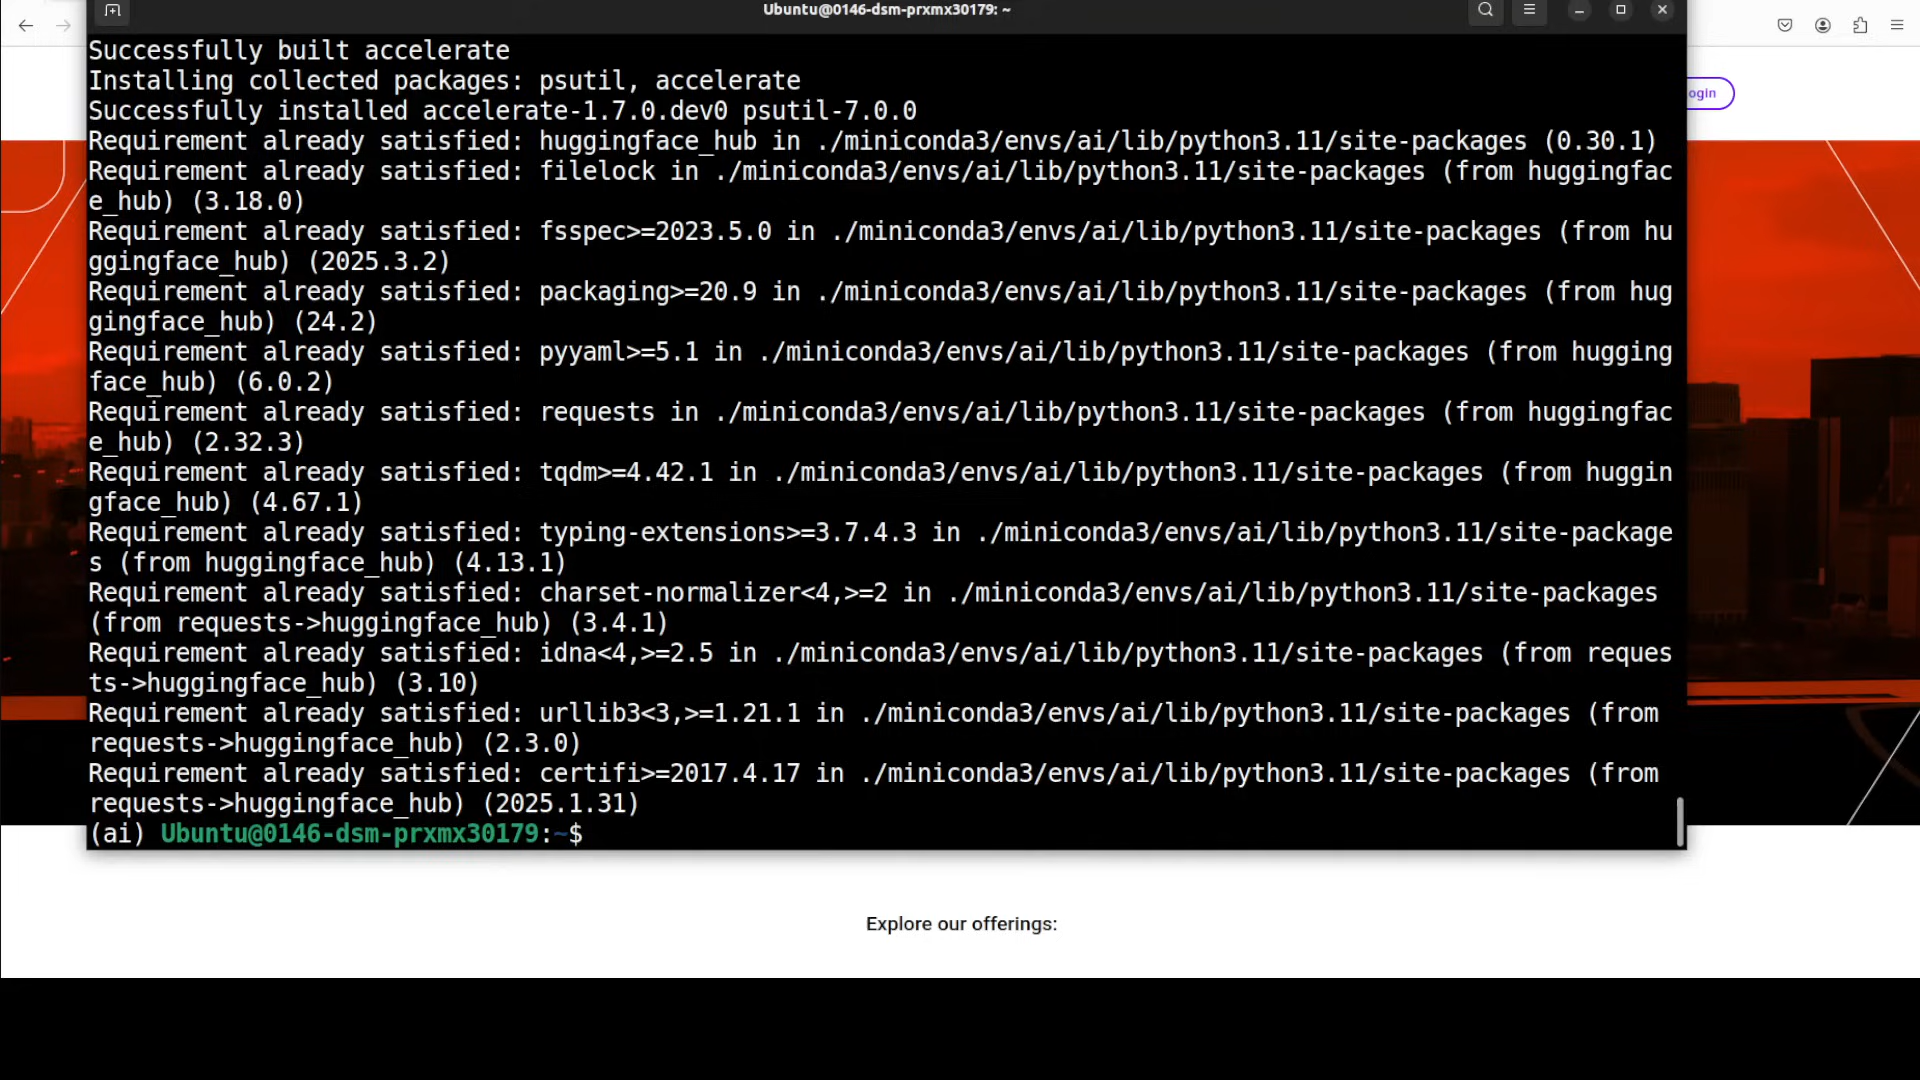 Ubuntu@0146-dsm-prxmx30179: ~
Successfully built accelerate
Installing collected packages: psutil, accelerate
Successfully installed accelerate-1.7.0.dev0 psutil-7.0.0
Requirement already satisfied: huggingface_hub in ./miniconda3/envs/ai/lib/python3.11/site-packages (0.30.1)
Requirement already satisfied: filelock in ./miniconda3/envs/ai/lib/python3.11/site-packages (from huggingfac
e_hub) (3.18.0)
Requirement already satisfied: fsspec>=2023.5.0 in ./miniconda3/envs/ai/lib/python3.11/site-packages (from hu
ggingface_hub) (2025.3.2)
Requirement already satisfied: packaging>=20.9 in ./miniconda3/envs/ai/lib/python3.11/site-packages (from hug
gingface_hub) (24.2)
Requirement already satisfied: pyyaml>=5.1 in ./miniconda3/envs/ai/lib/python3.11/site-packages (from hugging
face_hub) (6.0.2)
Requirement already satisfied: requests in ./miniconda3/envs/ai/lib/python3.11/site-packages (from huggingfac
e_hub) (2.32.3)
Requirement already satisfied: tqdm>=4.42.1 in ./miniconda3/envs/ai/lib/python3.11/site-packages (from huggin
gface_hub) (4.67.1)
Requirement already satisfied: typing-extensions>=3.7.4.3 in ./miniconda3/envs/ai/lib/python3.11/site-package
s (from huggingface_hub) (4.13.1)
Requirement already satisfied: charset-normalizer<4,>=2 in ./miniconda3/envs/ai/lib/python3.11/site-packages
(from requests->huggingface_hub) (3.4.1)
Requirement already satisfied: idna<4,>=2.5 in ./miniconda3/envs/ai/lib/python3.11/site-packages (from reques
ts->huggingface_hub) (3.10)
Requirement already satisfied: urllib3<3,>=1.21.1 in ./miniconda3/envs/ai/lib/python3.11/site-packages (from
requests->huggingface_hub) (2.3.0)
Requirement already satisfied: certifi>=2017.4.17 in ./miniconda3/envs/ai/lib/python3.11/site-packages (from
requests->huggingface_hub) (2025.1.31)
(ai) Ubuntu@0146-dsm-prxmx30179:~$
ogin
Explore our offerings: